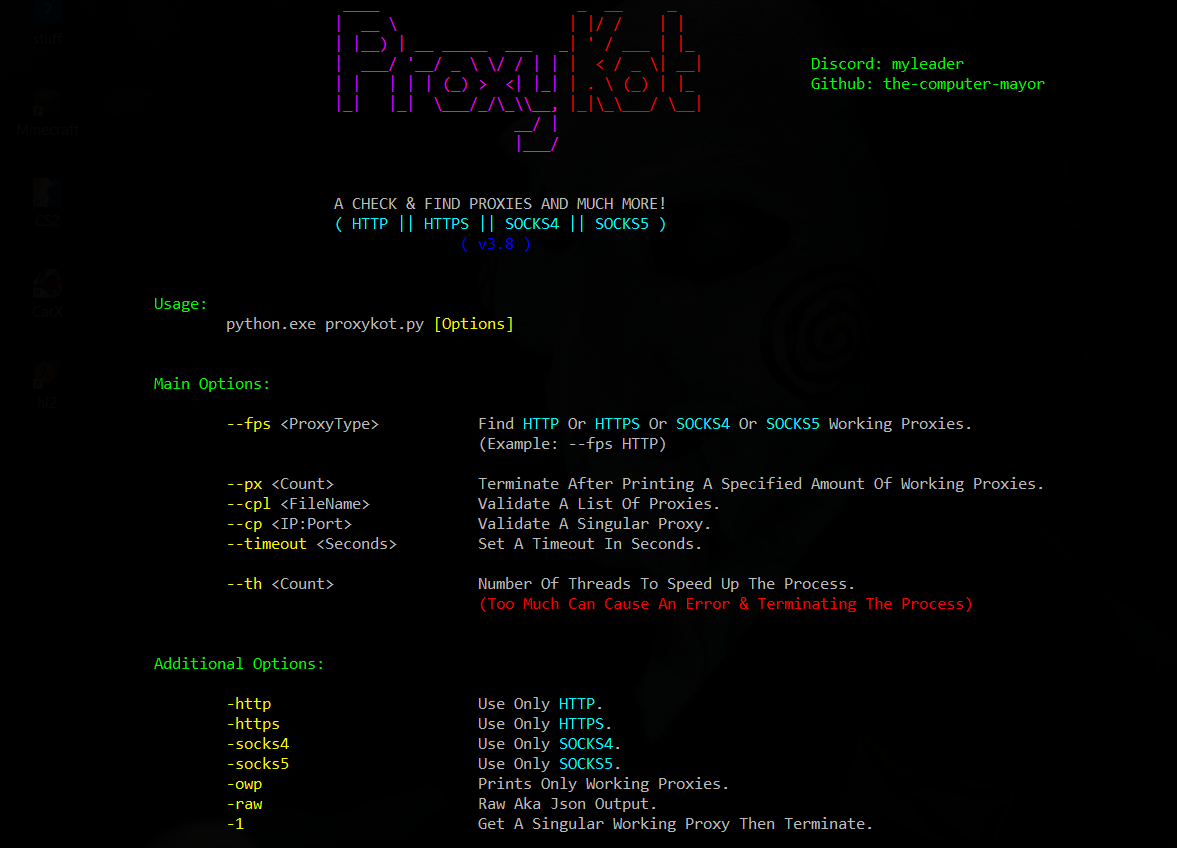 ProxyKot
Discord: myleader
Github: the-computer-mayor
A CHECK & FIND PROXIES AND MUCH MORE!
( HTTP || HTTPS || SOCKS4 || SOCKS5 )
( v3.8 )
Usage:
python.exe proxykot.py [Options]
Main Options:
--fps <ProxyType> Find HTTP Or HTTPS Or SOCKS4 Or SOCKS5 Working Proxies.
(Example: --fps HTTP)
--px <Count> Terminate After Printing A Specified Amount Of Working Proxies.
--cpl <FileName> Validate A List Of Proxies.
--cp <IP:Port> Validate A Singular Proxy.
--timeout <Seconds> Set A Timeout In Seconds.
--th <Count> Number Of Threads To Speed Up The Process.
(Too Much Can Cause An Error & Terminating The Process)
Additional Options:
-http Use Only HTTP.
-https Use Only HTTPS.
-socks4 Use Only SOCKS4.
-socks5 Use Only SOCKS5.
-owp Prints Only Working Proxies.
-raw Raw Aka Json Output.
-1 Get A Singular Working Proxy Then Terminate.
stuff
Minecraft
CS2
CarX
hl2